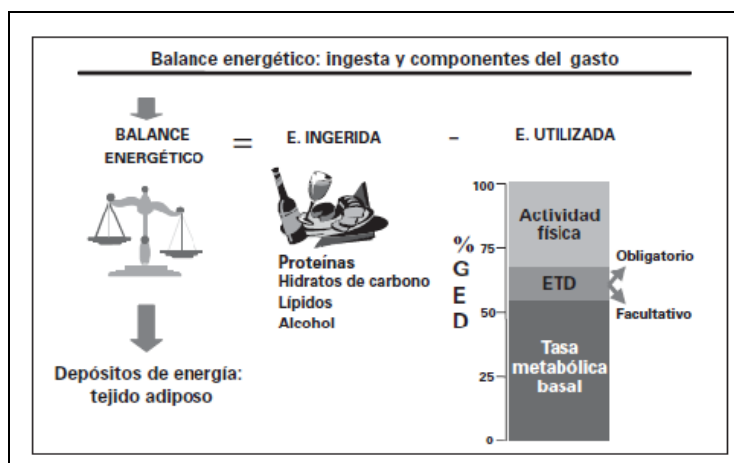 Balance energético: ingesta y componentes del gasto
BALANCE
ENERGÉTICO
=
E. INGERIDA
-
E. UTILIZADA
Proteínas
Hidratos de carbono
Lípidos
Alcohol
Depósitos de energía:
tejido adiposo
%
G
E
D
100
75
50
25
0
Actividad
física
ETD
Tasa
metabólica
basal
Obligatorio
Facultativo